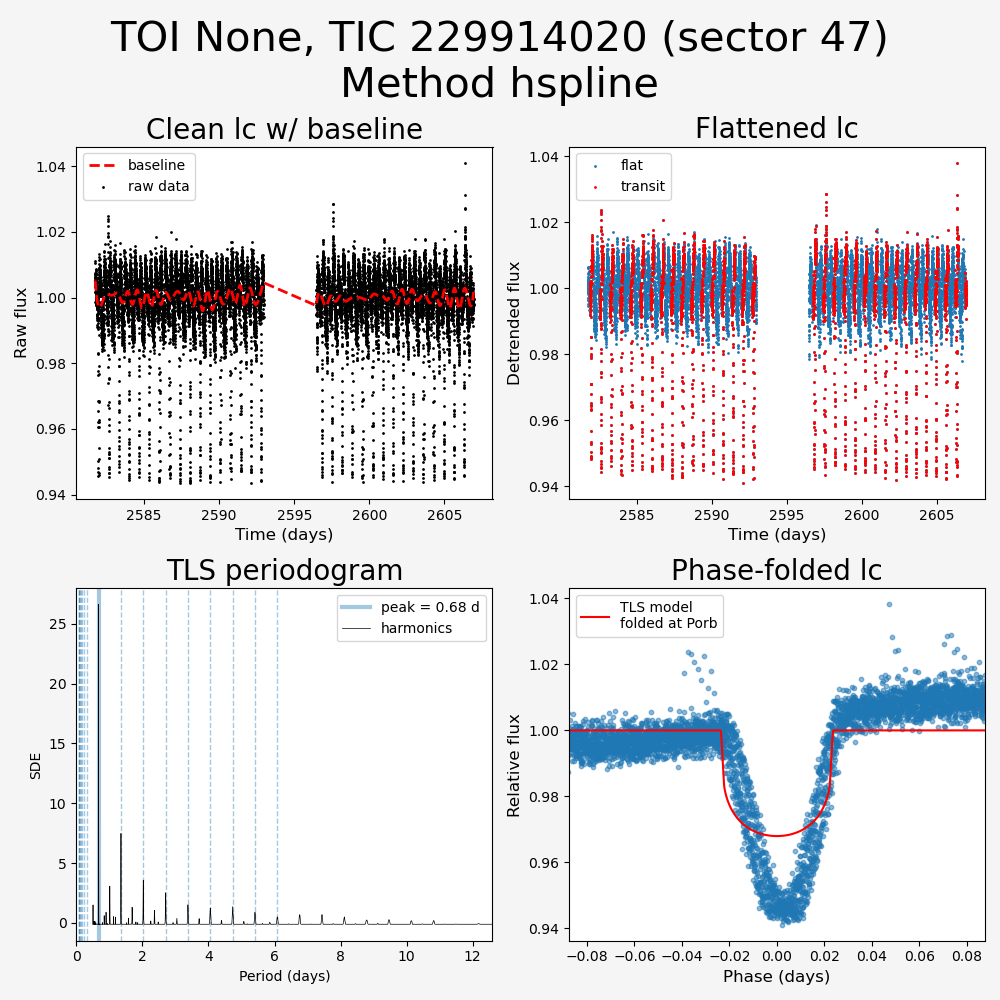 TOI None, TIC 229914020 (sector 47)
Method hspline
Clean lc w/ baseline
Flattened lc
baseline
raw data
flat
transit
1.04
1.02
1.00
0.98
0.96
0.94
Raw flux
2585
2590
2595
2600
2605
Time (days)
1.04
1.02
1.00
0.98
0.96
0.94
Detrended flux
2585
2590
2595
2600
2605
Time (days)
TLS periodogram
Phase-folded lc
peak = 0.68 d
harmonics
TLS model
folded at Porb
25
20
15
10
5
0
SDE
0
2
4
6
8
10
12
Period (days)
1.04
1.02
1.00
0.98
0.96
0.94
Relative flux
−0.08
−0.06
−0.04
−0.02
0.00
0.02
0.04
0.06
0.08
Phase (days)